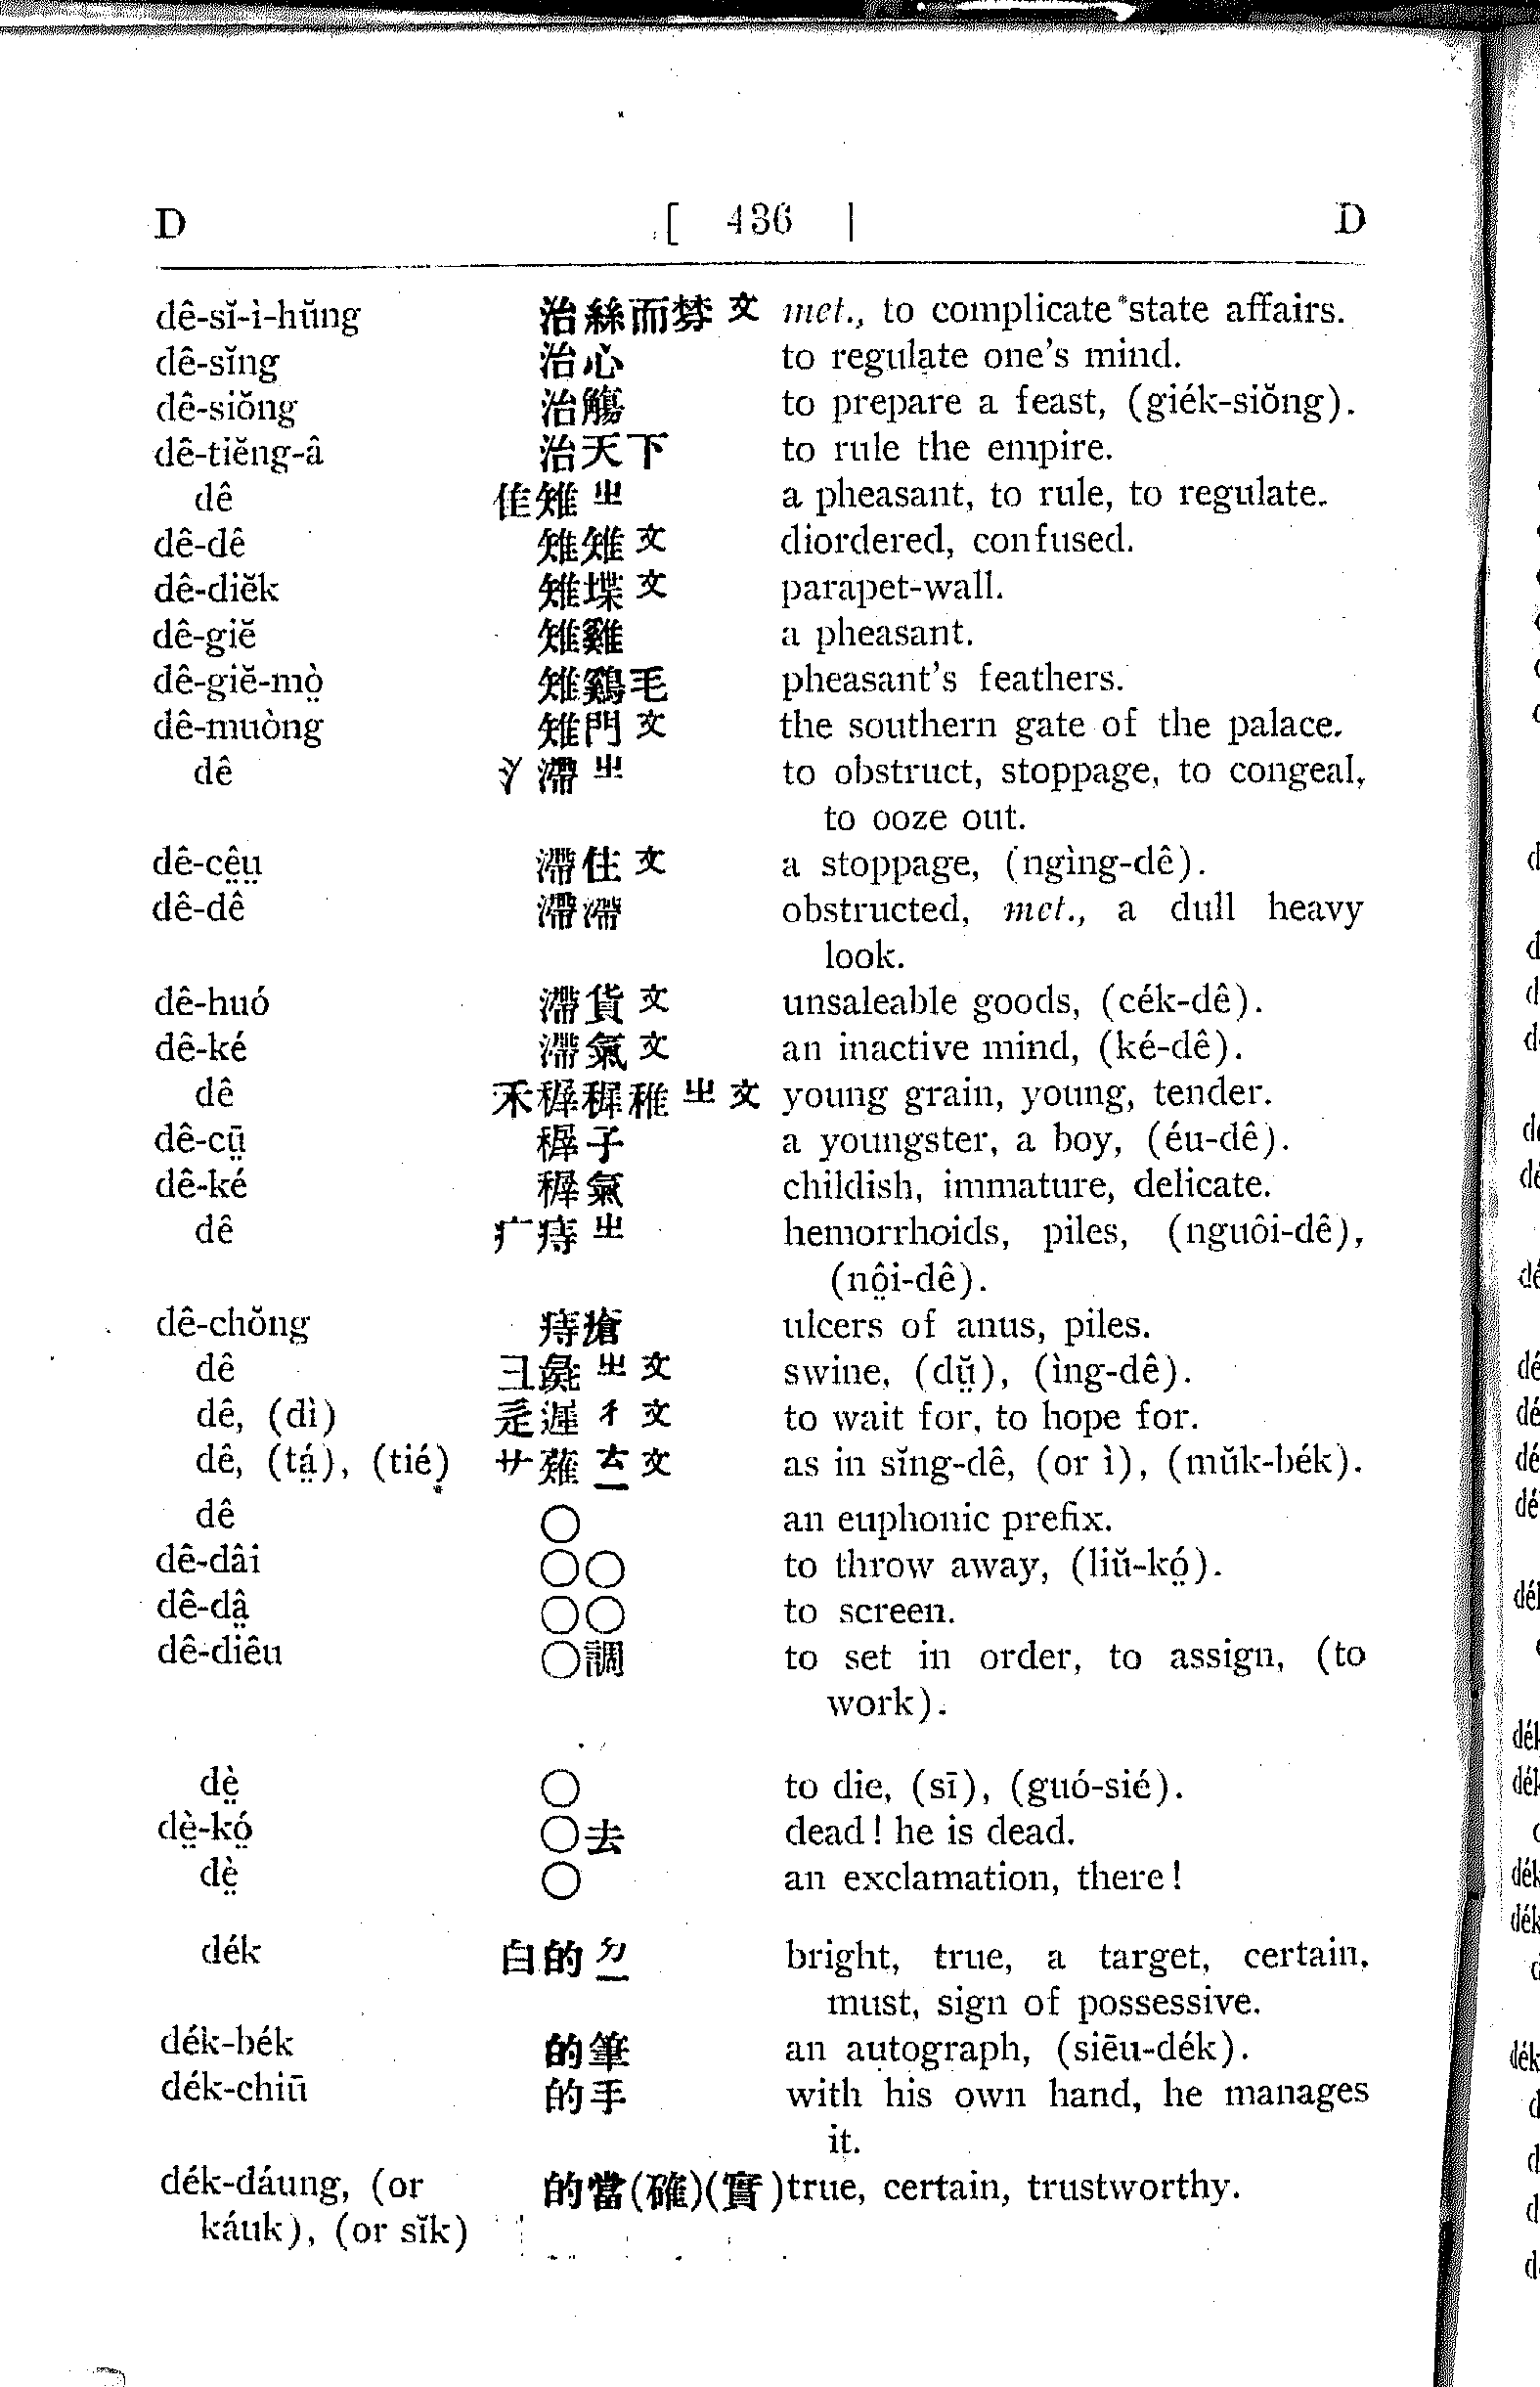 D [ 436 ] D
dê-sĭ-ì-hŭng 治絲而棼 文 met., to complicate state affairs.
dê-sĭng 治心 to regulate one's mind.
dê-siŏng 治觴 to prepare a feast, (giék-siŏng).
dê-tiĕng-â 治天下 to rule the empire.
dê 隹雉 ㄓ a pheasant, to rule, to regulate.
dê-dê 雉雉 文 diordered, confused.
dê-diĕk 雉堞 文 parapet-wall.
dê-giĕ 雉雞 a pheasant.
dê-giĕ-mò̤ 雉鷄毛 pheasant's feathers.
dê-muòng 雉門 文 the southern gate of the palace.
dê 氵滯 ㄓ to obstruct, stoppage, to congeal,
to ooze out.
dê-cê̤ṳ 滯住 文 a stoppage, (ngìng-dê).
dê-dê 滯滯 obstructed, met., a dull heavy
look.
dê-huó 滯貨 文 unsaleable goods, (cék-dê).
dê-ké 滯氣 文 an inactive mind, (ké-dê).
dê 禾穉稺稚 ㄓ 文 young grain, young, tender.
dê-cṳ̄ 穉子 a youngster, a boy, (éu-dê).
dê-ké 穉氣 childish, immature, delicate.
dê 疒痔 ㄓ hemorrhoids, piles, (nguôi-dê),
(nô̤i-dê).
dê-chŏng 痔瘡 ulcers of anus, piles.
dê 彐彘 ㄓ 文 swine, (dṳ̆), (ìng-dê).
dê, (dì) 辵遲 ㄔ 文 to wait for, to hope for.
dê, (tá̤), (tié) 艹薙 ㄊㄧ 文 as in sĭng-dê, (or ì), (mŭk-bék).
dê ○ an euphonic prefix.
dê-dâi ○○ to throw away, (liŭ-kó̤).
dê-dâ̤ ○○ to screen.
dê-diêu ○調 to set in order, to assign, (to
work).
dè̤ ○ to die, (sī), (guó-sié).
dè̤-kó̤ ○去 dead! he is dead.
dè̤ ○ an exclamation, there!
dék 白的 ㄉㄧ bright, true, a target, certain,
must, sign of possessive.
dék-bék 的筆 an autograph, (siēu-dék).
dék-chiū 的手 with his own hand, he manages
it.
dék-dáung, (or 的當(確)(實) true, certain, trustworthy.
káuk), (or sĭk)